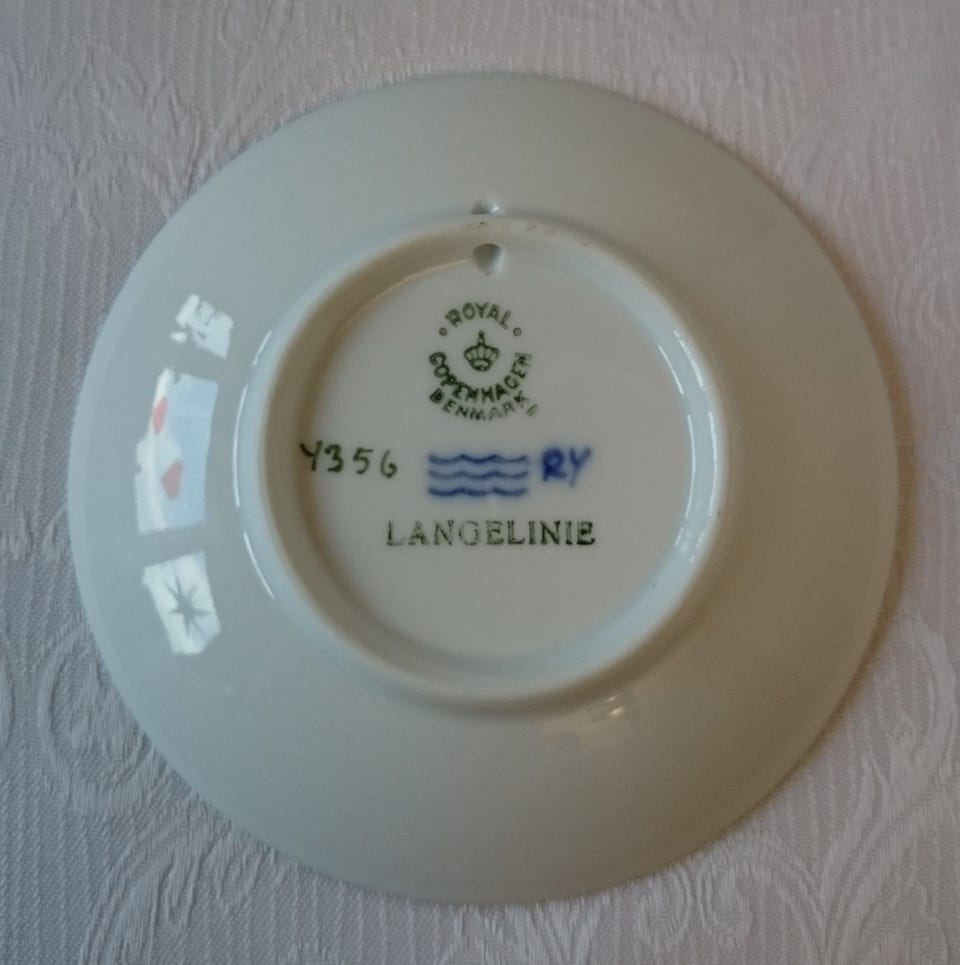 ROYAL
COPENHAGEN
DENMARK
4356 RY
LANGELINIE